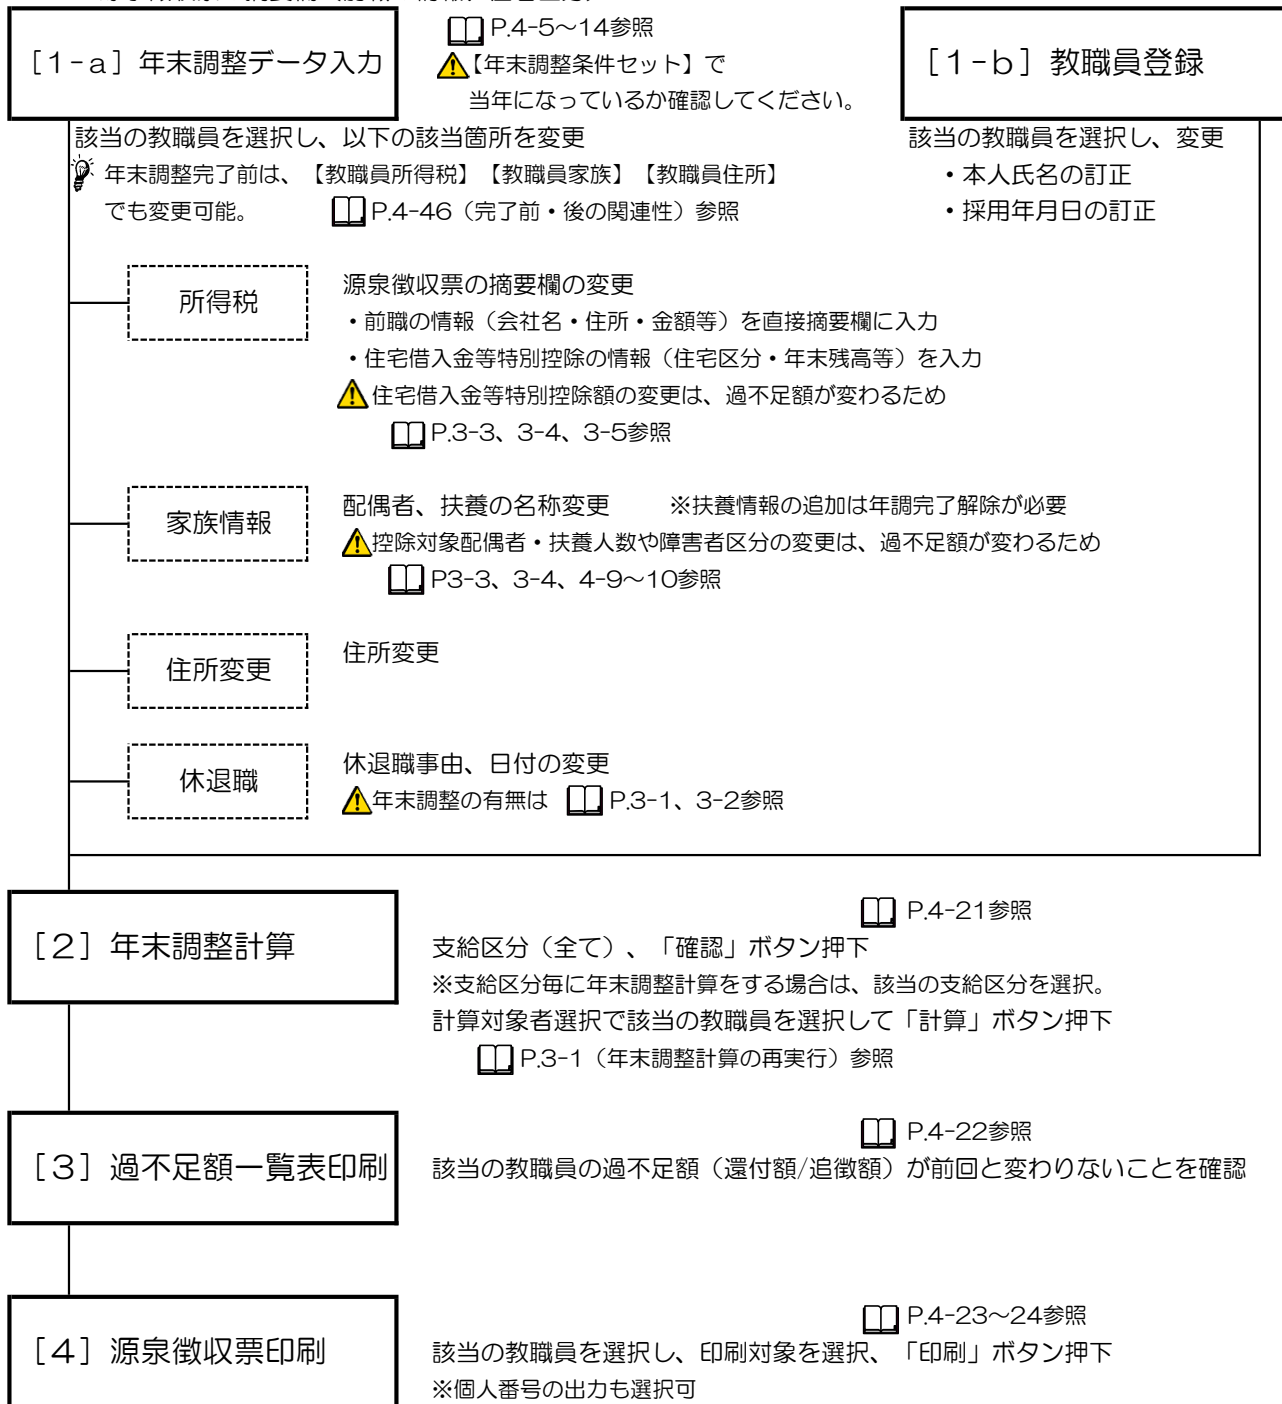 P.4-5～14参照
[1-a] 年末調整データ入力
[1-b] 教職員登録
【年末調整条件セット】で
当年になっているか確認してください。
該当の教職員を選択し、以下の該当箇所を変更
年末調整完了前は、【教職員所得税】【教職員家族】【教職員住所】
でも変更可能。 P.4-46（完了前・後の関連性）参照
該当の教職員を選択し、変更
・本人氏名の訂正
・採用年月日の訂正
所得税
源泉徴収票の摘要欄の変更
・前職の情報（会社名・住所・金額等）を直接摘要欄に入力
・住宅借入金等特別控除の情報（住宅区分・年末残高等）を入力
住宅借入金等特別控除額の変更は、過不足額が変わるため
P.3-3、3-4、3-5参照
家族情報
配偶者、扶養の名称変更 ※扶養情報の追加は年調完了解除が必要
控除対象配偶者・扶養人数や障害者区分の変更は、過不足額が変わるため
P3-3、3-4、4-9～10参照
住所変更
住所変更
休退職
休退職事由、日付の変更
年末調整の有無は P.3-1、3-2参照
P.4-21参照
[2] 年末調整計算
支給区分（全て）、「確認」ボタン押下
※支給区分毎に年末調整計算をする場合は、該当の支給区分を選択。
計算対象者選択で該当の教職員を選択して「計算」ボタン押下
P.3-1（年末調整計算の再実行）参照
P.4-22参照
[3] 過不足額一覧表印刷
該当の教職員の過不足額（還付額/追徴額）が前回と変わりないことを確認
P.4-23～24参照
[4] 源泉徴収票印刷
該当の教職員を選択し、印刷対象を選択、「印刷」ボタン押下
※個人番号の出力も選択可